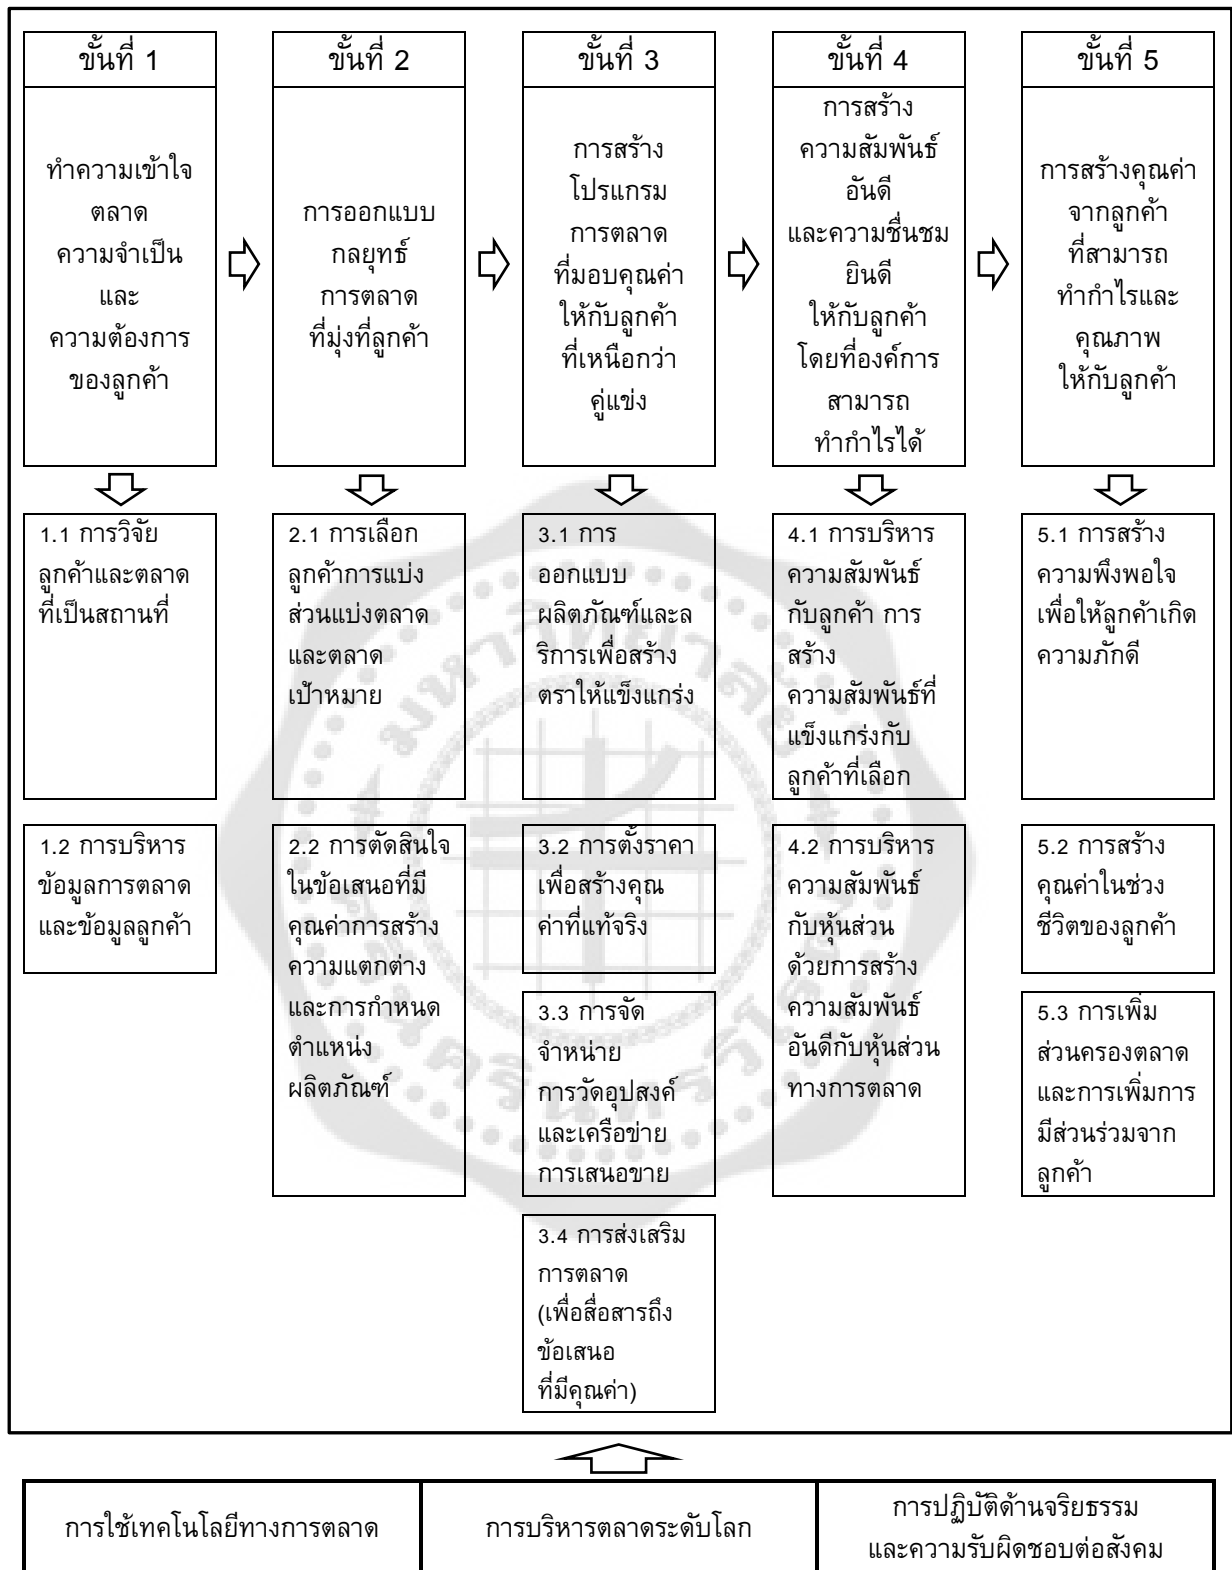 ขั้นที่ 1
ทำความเข้าใจ
ตลาด
ความจำเป็น
และ
ความต้องการ
ของลูกค้า
ขั้นที่ 2
การออกแบบ
กลยุทธ์
การตลาด
ที่มุ่งที่ลูกค้า
ขั้นที่ 3
การสร้าง
โปรแกรม
การตลาด
ที่มอบคุณค่า
ให้กับลูกค้า
ที่เหนือกว่า
คู่แข่ง
ขั้นที่ 4
การสร้าง
ความสัมพันธ์
อันดี
และความชื่นชม
ยินดี
ให้กับลูกค้า
โดยที่องค์การ
สามารถ
ทำกำไรได้
ขั้นที่ 5
การสร้างคุณค่า
จากลูกค้า
ที่สามารถ
ทำกำไรและ
คุณภาพ
ให้กับลูกค้า
1.1 การวิจัย
ลูกค้าและตลาด
ที่เป็นสถานที่
2.1 การเลือก
ลูกค้าการแบ่ง
ส่วนแบ่งตลาด
และตลาด
เป้าหมาย
3.1 การ
ออกแบบ
ผลิตภัณฑ์และล
ริการเพื่อสร้าง
ตราให้แข็งแกร่ง
4.1 การบริหาร
ความสัมพันธ์
กับลูกค้า การ
สร้าง
ความสัมพันธ์ที่
แข็งแกร่งกับ
ลูกค้าที่เลือก
5.1 การสร้าง
ความพึงพอใจ
เพื่อให้ลูกค้าเกิด
ความภักดี
1.2 การบริหาร
ข้อมูลการตลาด
และข้อมูลลูกค้า
2.2 การตัดสินใจ
ในข้อเสนอที่มี
คุณค่าการสร้าง
ความแตกต่าง
และการกำหนด
ตำแหน่ง
ผลิตภัณฑ์
3.2 การตั้งราคา
เพื่อสร้างคุณ
ค่าที่แท้จริง
4.2 การบริหาร
ความสัมพันธ์
กับหุ้นส่วน
ด้วยการสร้าง
ความสัมพันธ์
อันดีกับหุ้นส่วน
ทางการตลาด
5.2 การสร้าง
คุณค่าในช่วง
ชีวิตของลูกค้า
3.3 การจัด
จำหน่าย
การวัดอุปสงค์
และเครือข่าย
การเสนอขาย
5.3 การเพิ่ม
ส่วนครองตลาด
และการเพิ่มการ
มีส่วนร่วมจาก
ลูกค้า
3.4 การส่งเสริม
การตลาด
(เพื่อสื่อสารถึง
ข้อเสนอ
ที่มีคุณค่า)
มหาวิทยาลัย
ศรีนครินทรวิโรฒ
การใช้เทคโนโลยีทางการตลาด
การบริหารตลาดระดับโลก
การปฏิบัติด้านจริยธรรม
และความรับผิดชอบต่อสังคม